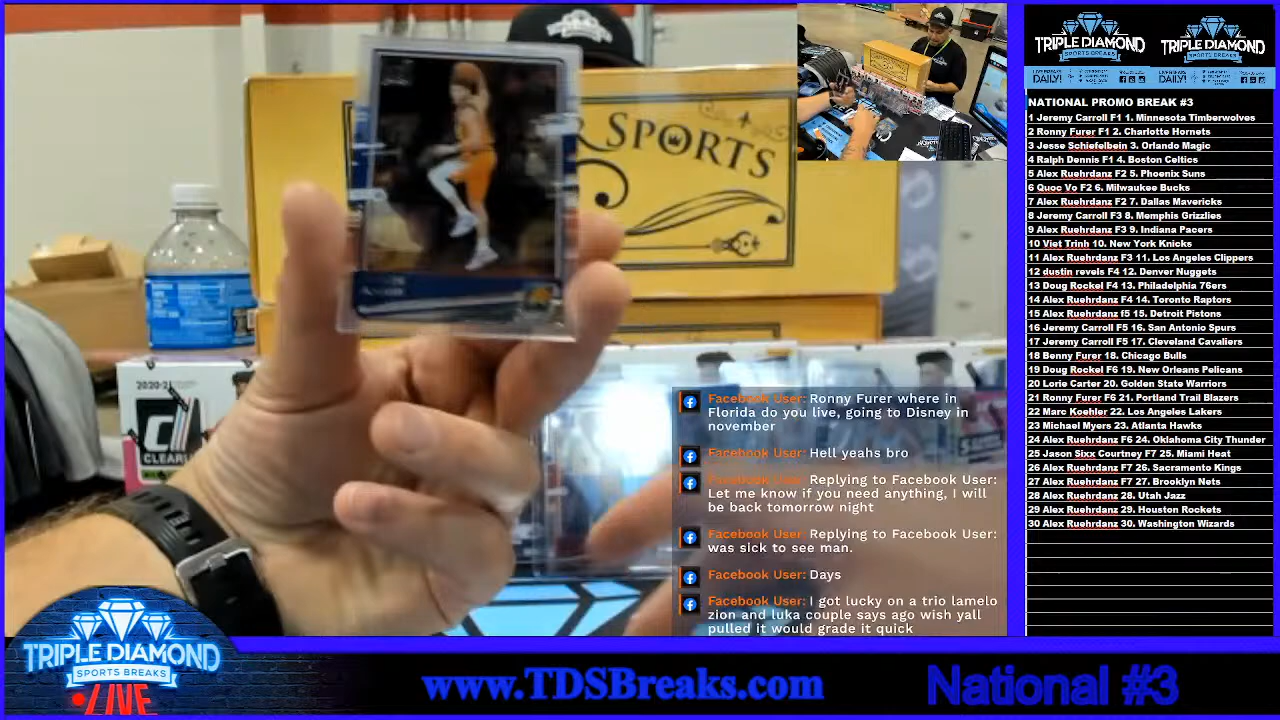 SPORTS
2020-21
CLEARLY
TRIPLE DIAMOND
SPORTS BREAKS
TRIPLE DIAMOND
SPORTS BREAKS
LIVE BREAKS
DAILY!
LIVE BREAKS
DAILY!
NATIONAL PROMO BREAK #3
1 Jeremy Carroll F1 1. Minnesota Timberwolves
2 Ronny Furer F1 2. Charlotte Hornets
3 Jesse Schiefelbein 3. Orlando Magic
4 Ralph Dennis F1 4. Boston Celtics
5 Alex Ruehrdanz F2 5. Phoenix Suns
6 Quoc Vo F2 6. Milwaukee Bucks
7 Alex Ruehrdanz F2 7. Dallas Mavericks
8 Jeremy Carroll F3 8. Memphis Grizzlies
9 Alex Ruehrdanz F3 9. Indiana Pacers
10 Viet Trinh 10. New York Knicks
11 Alex Ruehrdanz F3 11. Los Angeles Clippers
12 dustin revels F4 12. Denver Nuggets
13 Doug Rockel F4 13. Philadelphia 76ers
14 Alex Ruehrdanz F4 14. Toronto Raptors
15 Alex Ruehrdanz f5 15. Detroit Pistons
16 Jeremy Carroll F5 16. San Antonio Spurs
17 Jeremy Carroll F5 17. Cleveland Cavaliers
18 Benny Furer 18. Chicago Bulls
19 Doug Rockel F6 19. New Orleans Pelicans
20 Lorie Carter 20. Golden State Warriors
21 Ronny Furer F6 21. Portland Trail Blazers
22 Marc Koehler 22. Los Angeles Lakers
23 Michael Myers 23. Atlanta Hawks
24 Alex Ruehrdanz F6 24. Oklahoma City Thunder
25 Jason Sixx Courtney F7 25. Miami Heat
26 Alex Ruehrdanz F7 26. Sacramento Kings
27 Alex Ruehrdanz F7 27. Brooklyn Nets
28 Alex Ruehrdanz 28. Utah Jazz
29 Alex Ruehrdanz 29. Houston Rockets
30 Alex Ruehrdanz 30. Washington Wizards
Facebook User: Ronny Furer where in
Florida do you live, going to Disney in
november
Facebook User: Hell yeahs bro
Facebook User: Replying to Facebook User:
Let me know if you need anything, I will
be back tomorrow night
Facebook User: Replying to Facebook User:
was sick to see man.
Facebook User: Days
Facebook User: I got lucky on a trio lamelo
zion and luka couple says ago wish yall
pulled it would grade it quick
TRIPLE DIAMOND
SPORTS BREAKS
•LIVE
www.TDSBreaks.com
National #3